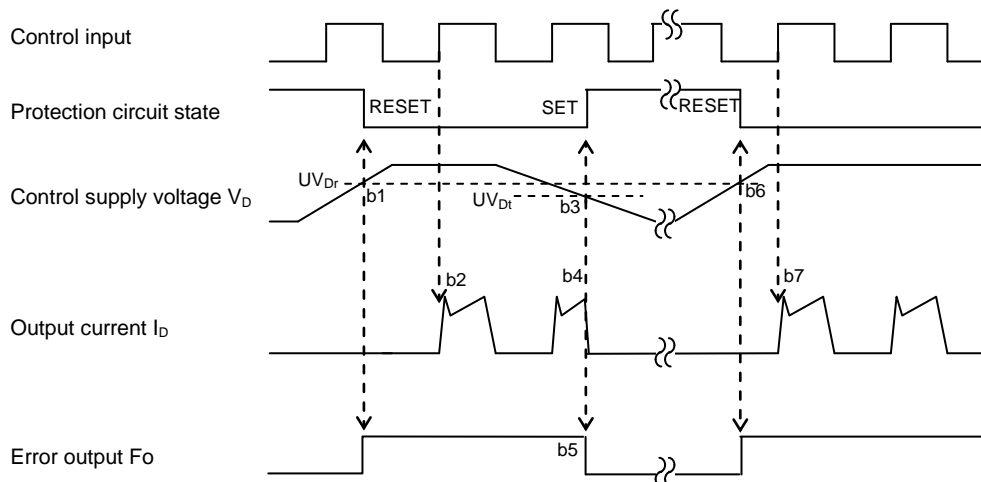 Control input
Protection circuit state
RESET
SET
RESET
Control supply voltage VD
UVDr
b1
UVDt
b3
b6
b2
b4
b7
Output current ID
Error output Fo
b5